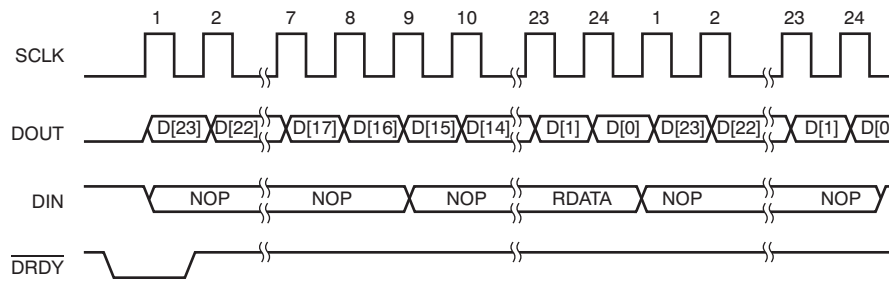 1 2 7 8 9 10 23 24 1 2 23 24
SCLK
DOUT D[23] D[22] D[17] D[16] D[15] D[14] D[1] D[0] D[23] D[22] D[1] D[0
DIN NOP NOP NOP RDATA NOP NOP
DRDY